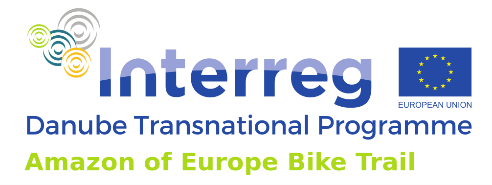 Interreg
EUROPEAN UNION
Danube Transnational Programme
Amazon of Europe Bike Trail